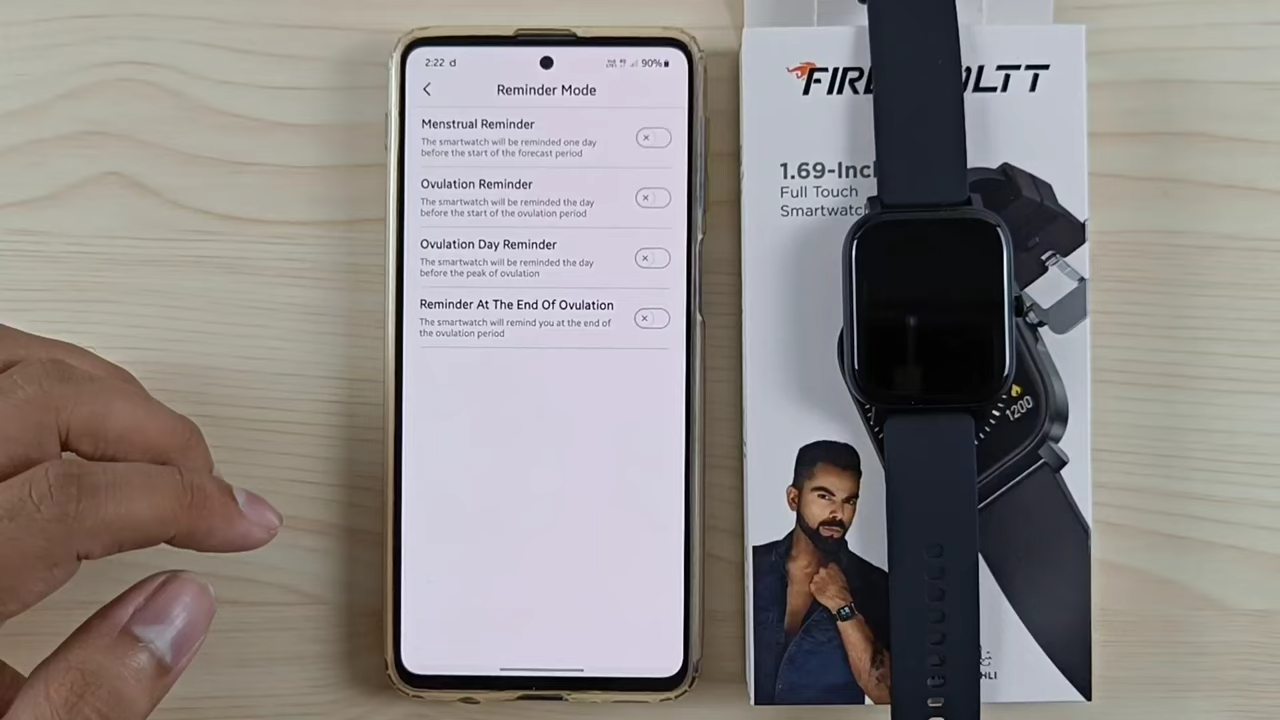 2:22 d
90%
Reminder Mode
Menstrual Reminder
The smartwatch will be reminded one day
before the start of the forecast period
Ovulation Reminder
The smartwatch will be reminded the day
before the start of the ovulation period
Ovulation Day Reminder
The smartwatch will be reminded the day
before the peak of ovulation
Reminder At The End Of Ovulation
The smartwatch will remind you at the end of
the ovulation period
FIRE LTT
1.69-Inc
Full Touch
Smartwatc
1200
HLI